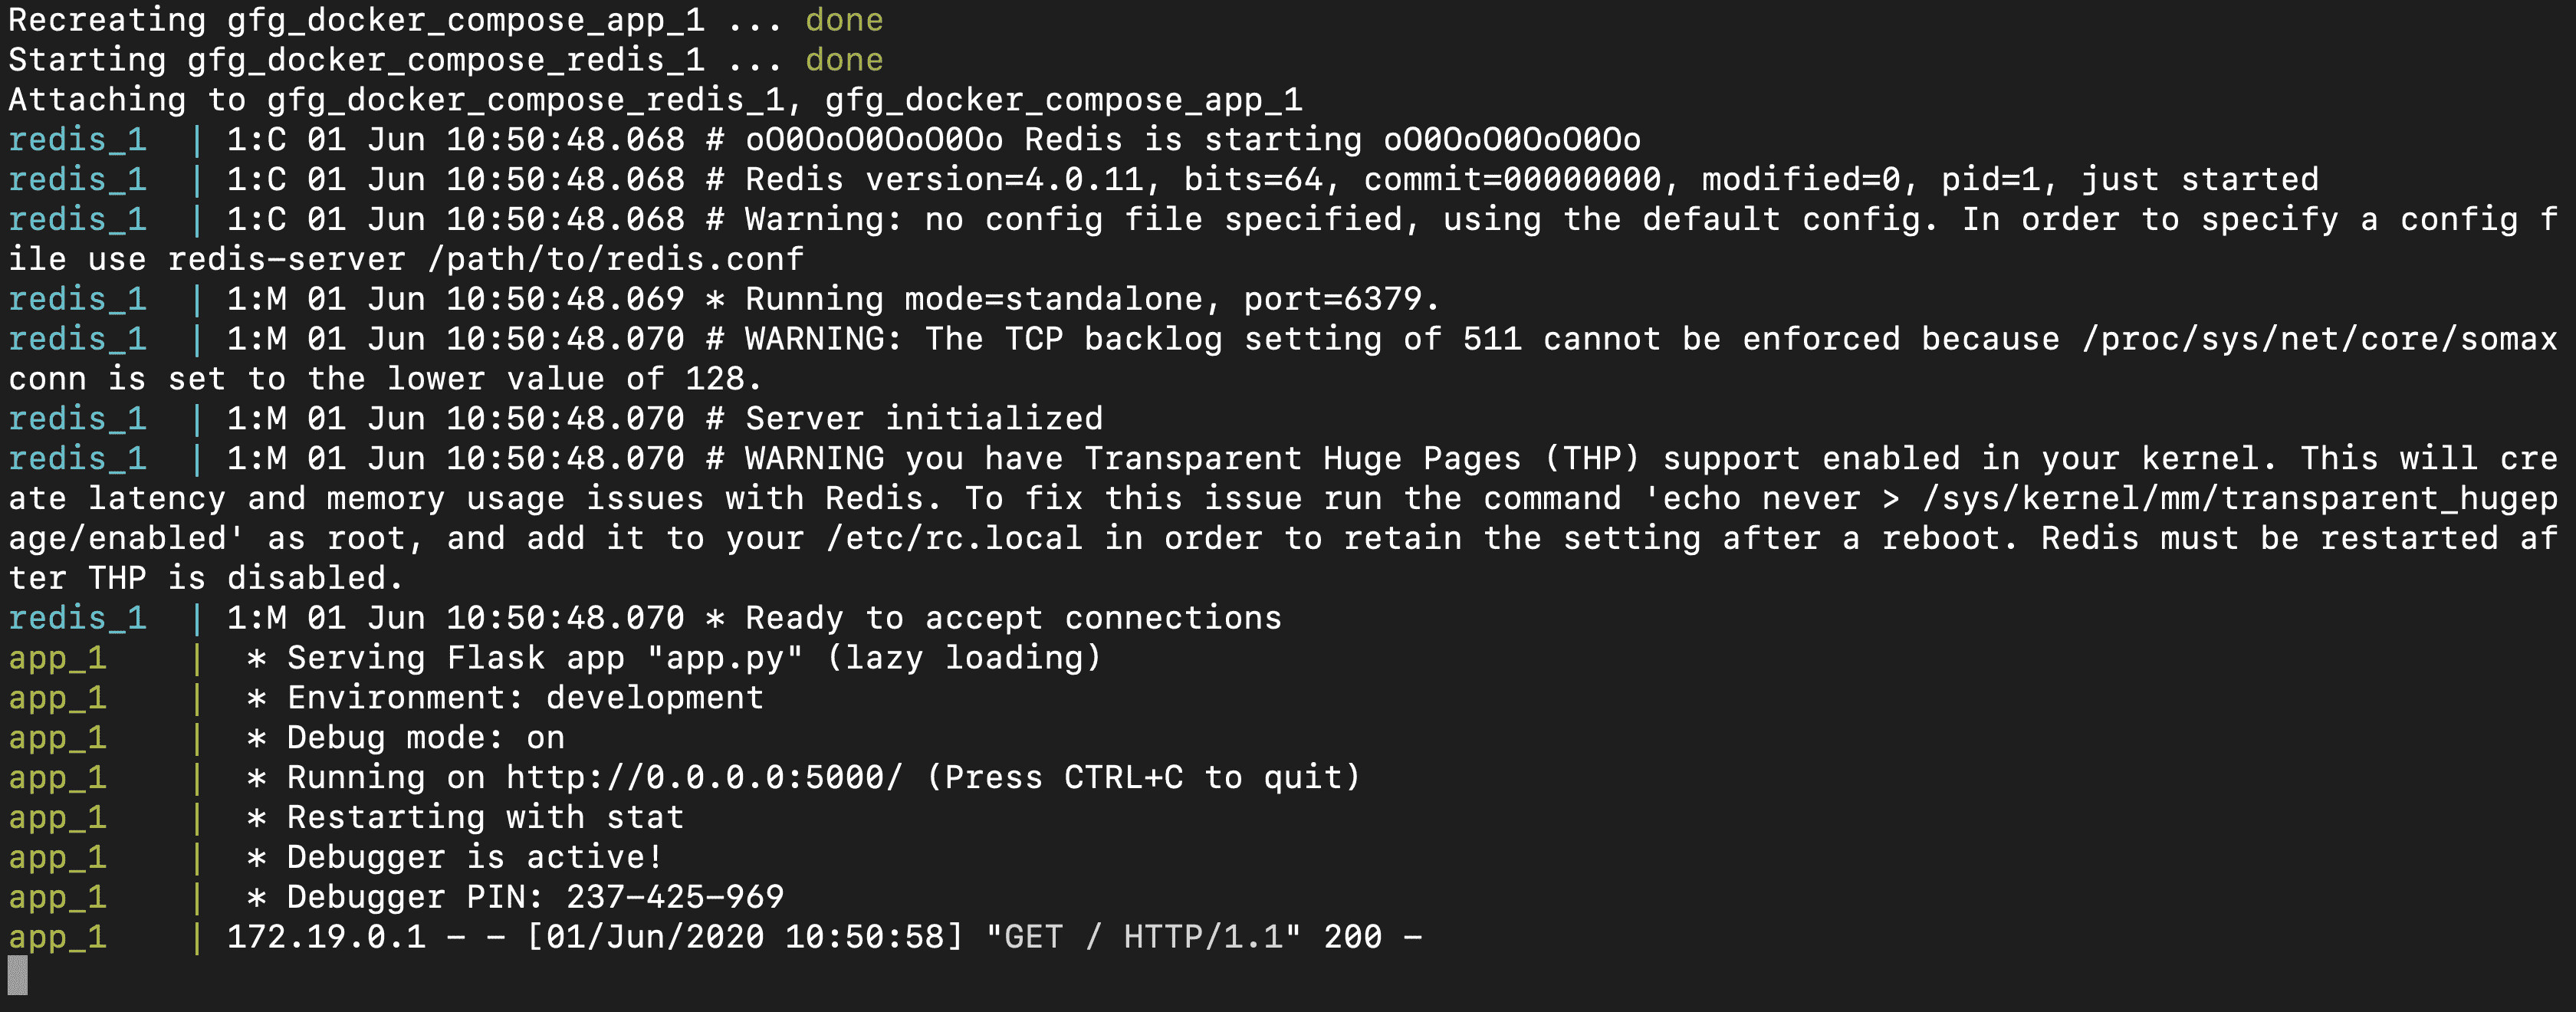 Recreating gfg_docker_compose_app_1 ... done
Starting gfg_docker_compose_redis_1 ... done
Attaching to gfg_docker_compose_redis_1, gfg_docker_compose_app_1
redis_1  | 1:C 01 Jun 10:50:48.068 # oO0OoO0OoO0Oo Redis is starting oO0OoO0OoO0Oo
redis_1  | 1:C 01 Jun 10:50:48.068 # Redis version=4.0.11, bits=64, commit=00000000, modified=0, pid=1, just started
redis_1  | 1:C 01 Jun 10:50:48.068 # Warning: no config file specified, using the default config. In order to specify a config f
ile use redis-server /path/to/redis.conf
redis_1  | 1:M 01 Jun 10:50:48.069 * Running mode=standalone, port=6379.
redis_1  | 1:M 01 Jun 10:50:48.070 # WARNING: The TCP backlog setting of 511 cannot be enforced because /proc/sys/net/core/somax
conn is set to the lower value of 128.
redis_1  | 1:M 01 Jun 10:50:48.070 # Server initialized
redis_1  | 1:M 01 Jun 10:50:48.070 # WARNING you have Transparent Huge Pages (THP) support enabled in your kernel. This will cre
ate latency and memory usage issues with Redis. To fix this issue run the command 'echo never > /sys/kernel/mm/transparent_hugep
age/enabled' as root, and add it to your /etc/rc.local in order to retain the setting after a reboot. Redis must be restarted af
ter THP is disabled.
redis_1  | 1:M 01 Jun 10:50:48.070 * Ready to accept connections
app_1    |  * Serving Flask app "app.py" (lazy loading)
app_1    |  * Environment: development
app_1    |  * Debug mode: on
app_1    |  * Running on http://0.0.0.0:5000/ (Press CTRL+C to quit)
app_1    |  * Restarting with stat
app_1    |  * Debugger is active!
app_1    |  * Debugger PIN: 237-425-969
app_1    | 172.19.0.1 - - [01/Jun/2020 10:50:58] "GET / HTTP/1.1" 200 -